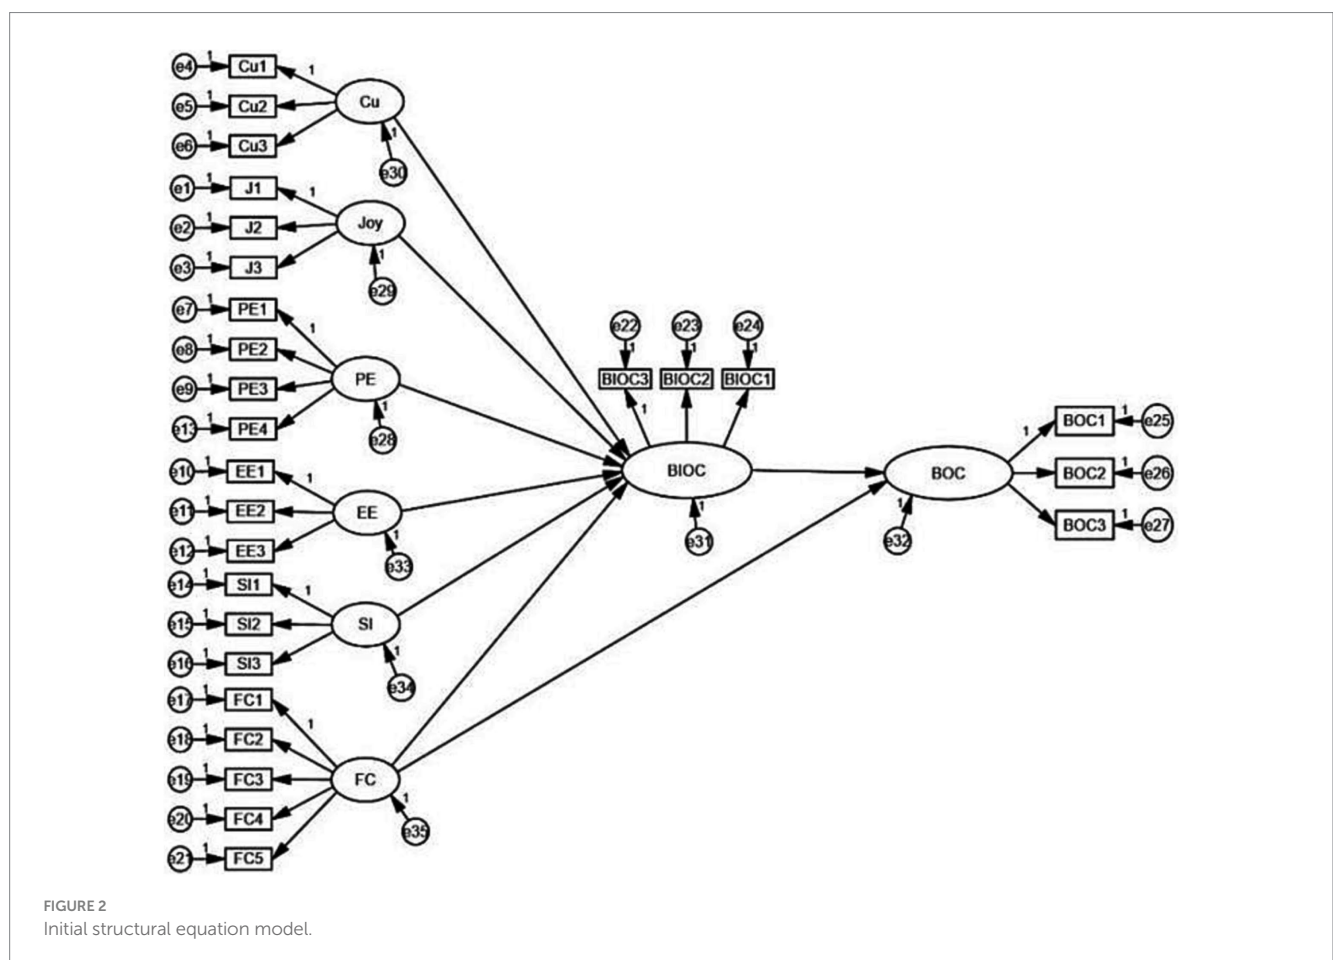 e4 1 Cu1 1
e5 1 Cu2 Cu
e6 1 Cu3 1
e30
e1 1 J1 1
e2 1 J2 Joy
e3 1 J3 1
e29
e7 1 PE1 1
e8 1 PE2
e9 1 PE3 PE
e13 1 PE4 1
e28
e10 1 EE1 1
e11 1 EE2 EE
e12 1 EE3 1
e33
e14 1 SI1 1
e15 1 SI2 SI
e16 1 SI3 1
e34
e17 1 FC1 1
e18 1 FC2
e19 1 FC3 FC
e20 1 FC4 1
e21 1 FC5
e35
e22 e23 e24
1 1 1
BIOC3 BIOC2 BIOC1
1
BIOC
1
e31
BOC
1
e32
1 BOC1 1 e25
BOC2 1 e26
BOC3 1 e27
FIGURE 2
Initial structural equation model.